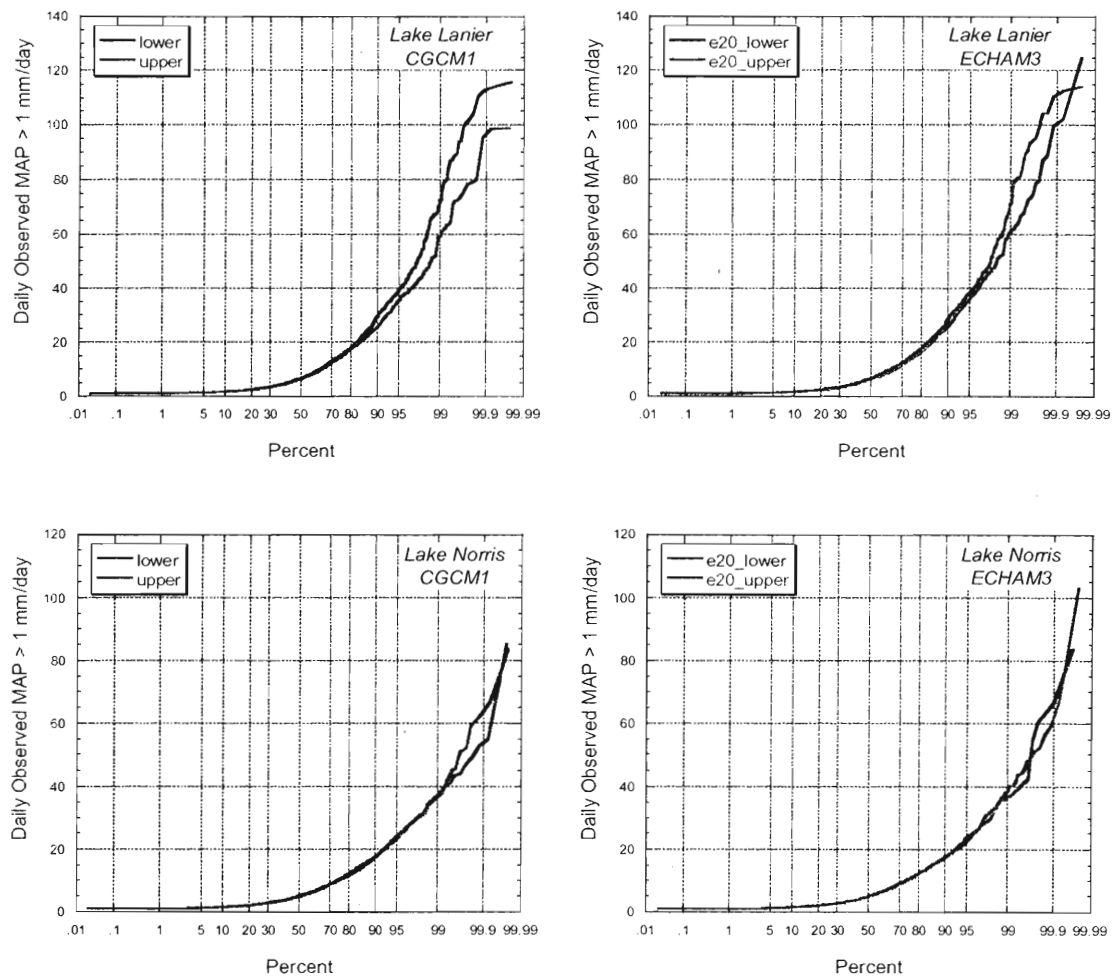 Lake Lanier
CGCM1
lower
upper
Daily Observed MAP > 1 mm/day
140
120
100
80
60
40
20
0
.01 .1 1 5 10 20 30 50 70 80 90 95 99 99.9 99.99
Percent
Lake Lanier
ECHAM3
e20_lower
e20_upper
Daily Observed MAP > 1 mm/day
140
120
100
80
60
40
20
0
.01 .1 1 5 10 20 30 50 70 80 90 95 99 99.9 99.99
Percent
Lake Norris
CGCM1
lower
upper
Daily Observed MAP > 1 mm/day
120
100
80
60
40
20
0
.01 .1 1 5 10 20 30 50 70 80 90 95 99 99.9 99.99
Percent
Lake Norris
ECHAM3
e20_lower
e20_upper
Daily Observed MAP > 1 mm/day
120
100
80
60
40
20
0
.01 .1 1 5 10 20 30 50 70 80 90 95 99 99.9 99.99
Percent